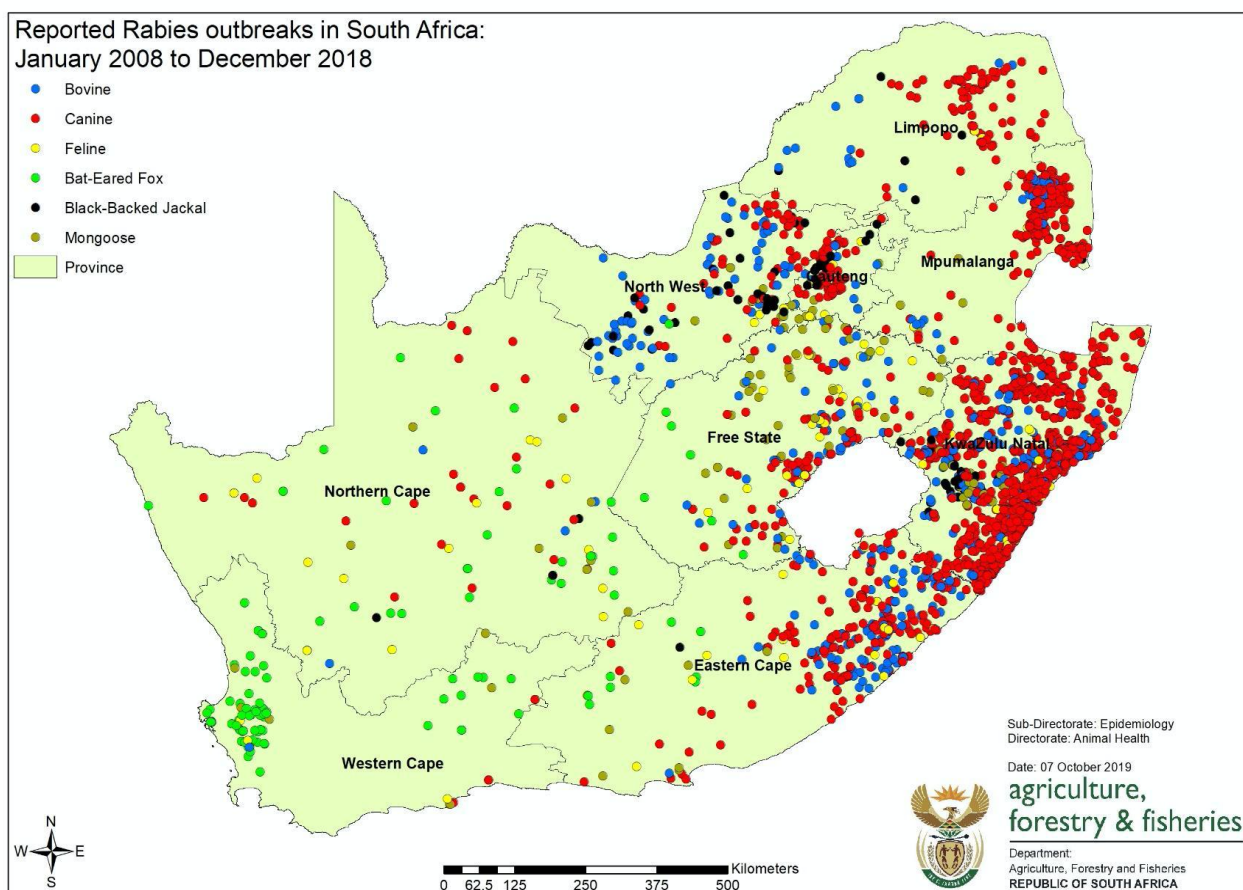 Reported Rabies outbreaks in South Africa:
January 2008 to December 2018
Bovine
Canine
Feline
Bat-Eared Fox
Black-Backed Jackal
Mongoose
Province
Limpopo
Mpumalanga
Gauteng
North West
Free State
KwaZulu Natal
Northern Cape
Eastern Cape
Western Cape
Sub-Directorate: Epidemiology
Directorate: Animal Health
Date: 07 October 2019
agriculture,
forestry & fisheries
Department:
Agriculture, Forestry and Fisheries
REPUBLIC OF SOUTH AFRICA
N
W E
S
Kilometers
0 62.5 125 250 375 500